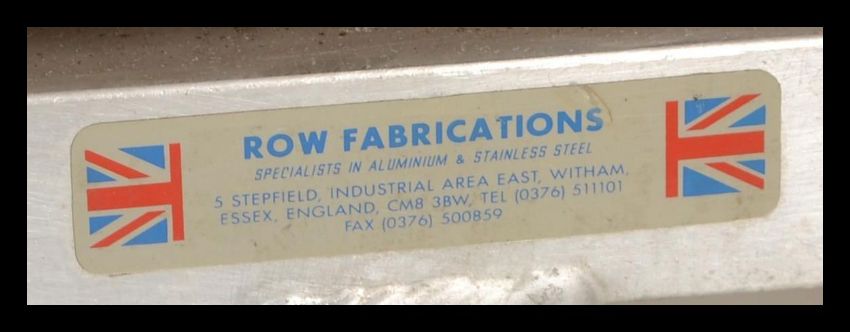 ROW FABRICATIONS
SPECIALISTS IN ALUMINIUM & STAINLESS STEEL
5 STEPFIELD, INDUSTRIAL AREA EAST, WITHAM,
ESSEX, ENGLAND, CM8 3BW, TEL (0376) 511101
FAX (0376) 500859